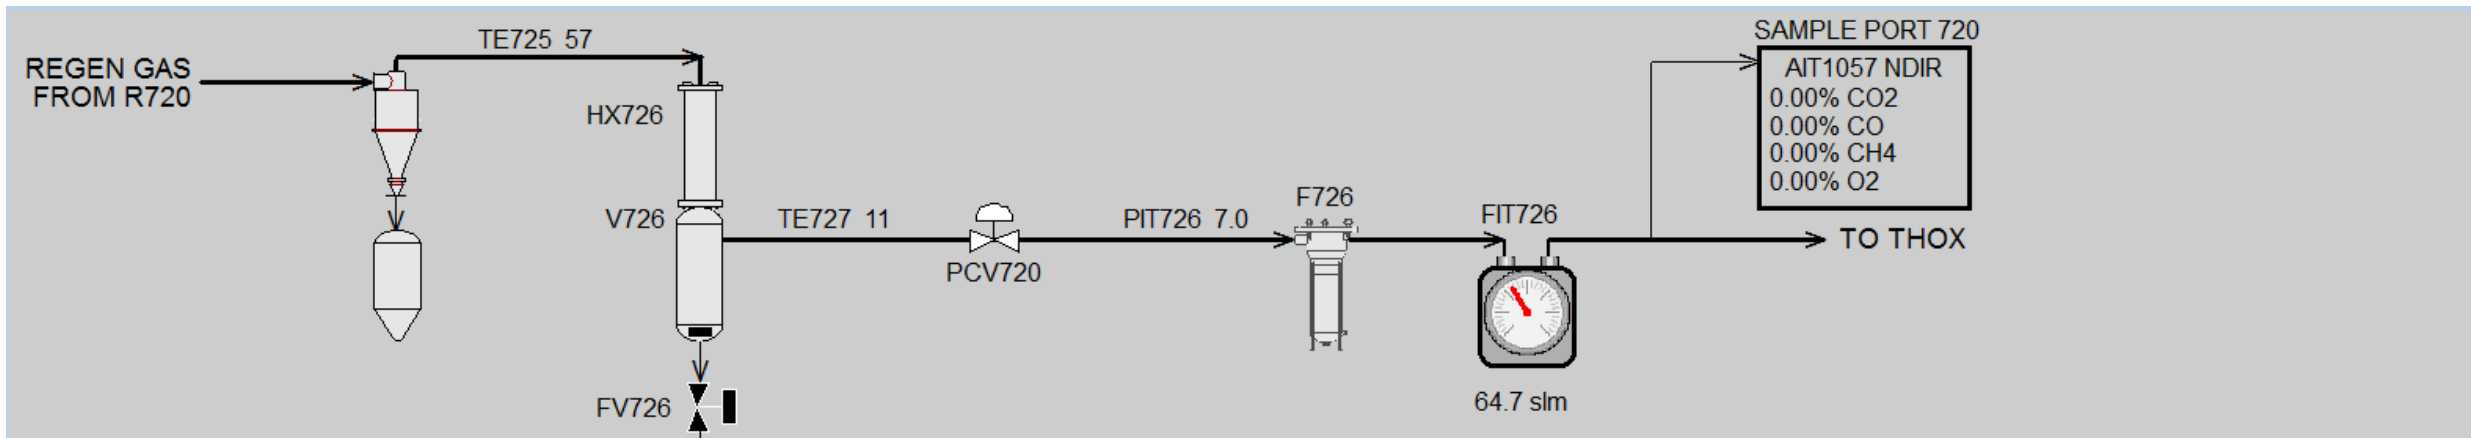 SAMPLE PORT 720
TE725 57
REGEN GAS
FROM R720
AIT1057 NDIR
0.00% CO2
0.00% CO
0.00% CH4
0.00% O2
HX726
V726
TE727 11
PCV720
PIT726 7.0
F726
FIT726
TO THOX
64.7 slm
FV726